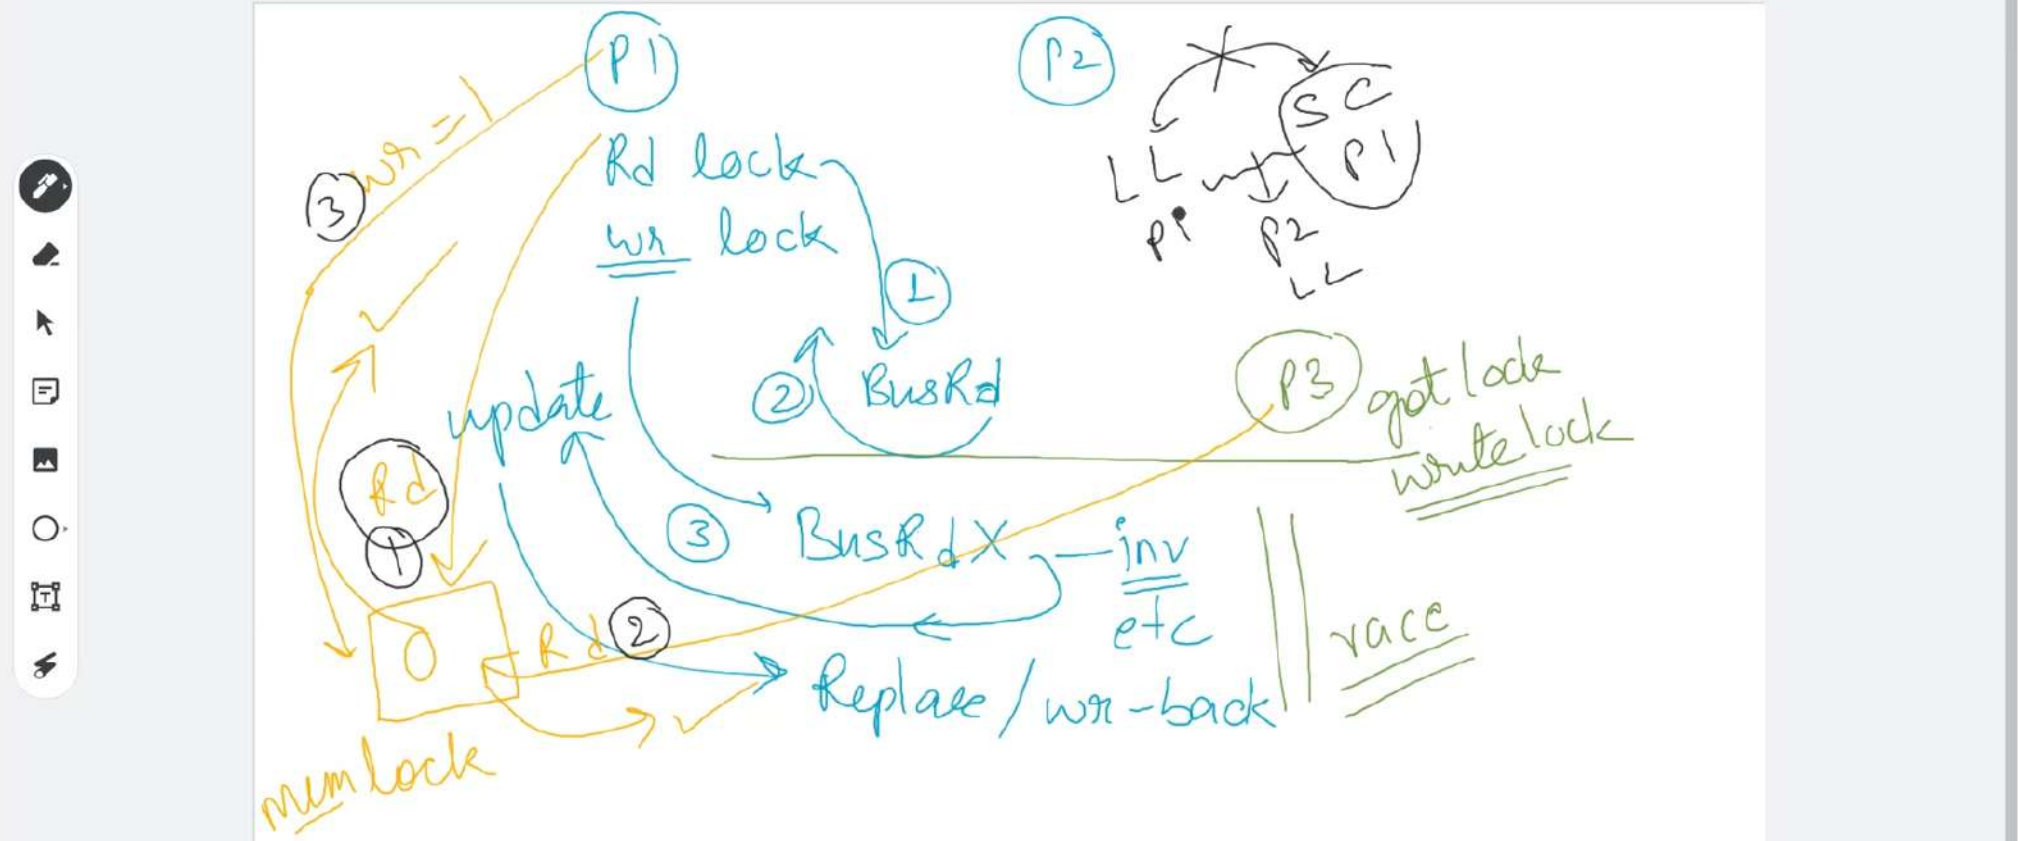 P1
P2
SC
P1
wr = 1
3
Rd lock
wr lock
LL
P1
P2
LL
1
2
BusRd
P3 got lock
write lock
update
Rd
1
3
BusRdX
inv
etc
0
Rd 2
race
Replace / wr-back
mem lock